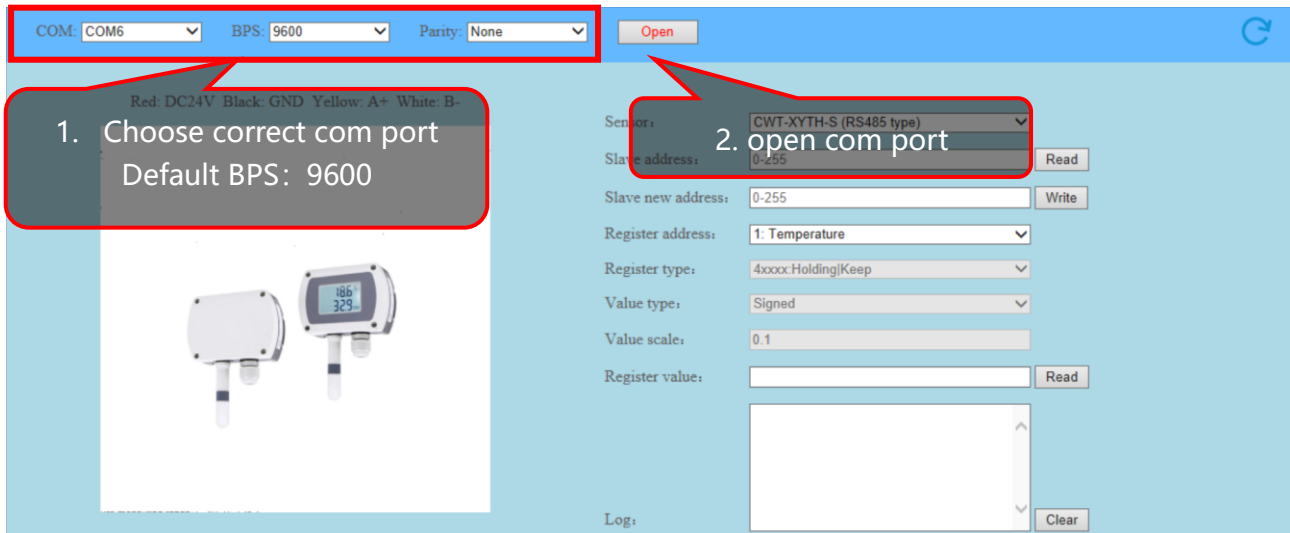 COM: COM6 BPS: 9600 Parity: None Open
Red: DC24V Black: GND Yellow: A+ White: B-
1. Choose correct com port
Default BPS：9600
2. open com port
Sensor: CWT-XYTH-S (RS485 type)
Slave address: 0-255 Read
Slave new address: 0-255 Write
Register address: 1: Temperature
Register type: 4xxxx:Holding|Keep
Value type: Signed
Value scale: 0.1
Register value: Read
18.6
32.9
Log: Clear